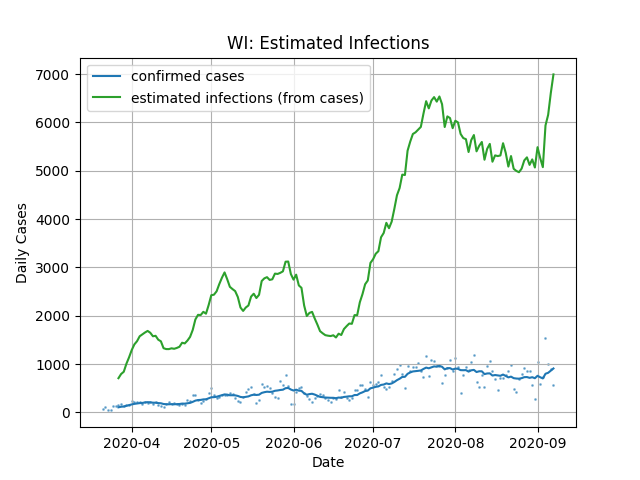 WI: Estimated Infections
confirmed cases
estimated infections (from cases)
7000
6000
5000
4000
3000
2000
1000
0
Daily Cases
2020-04 2020-05 2020-06 2020-07 2020-08 2020-09
Date